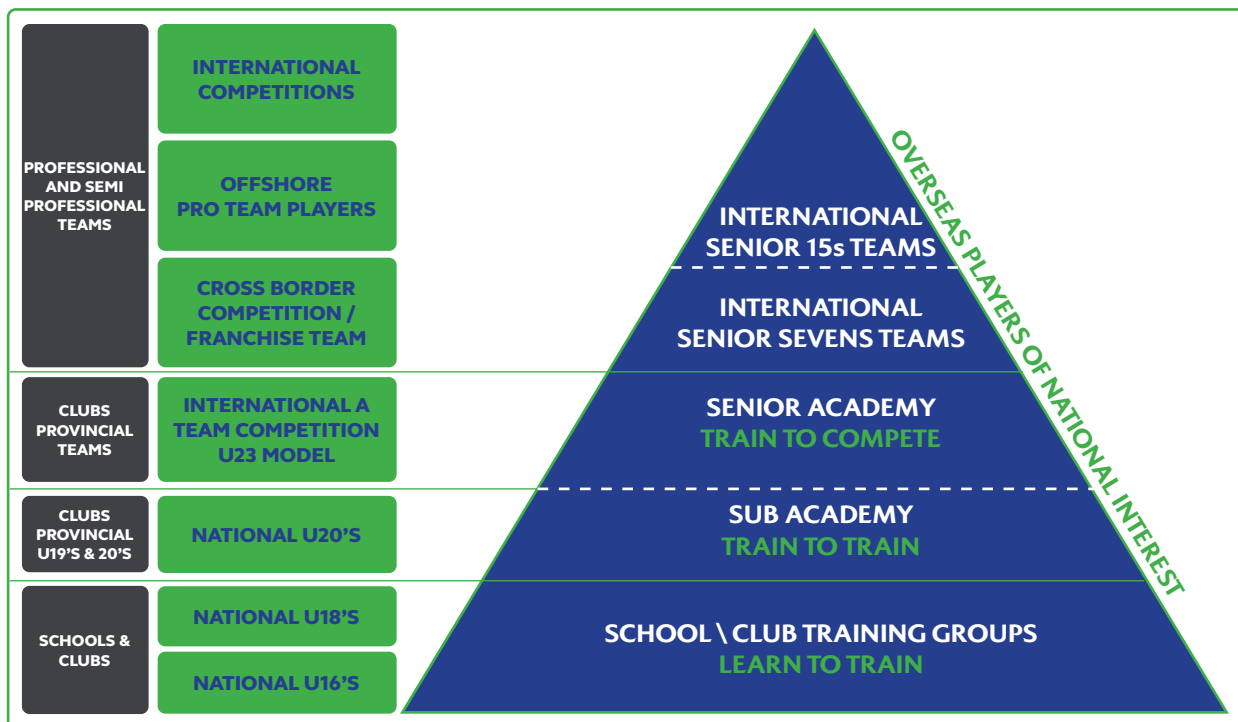 PROFESSIONAL
AND SEMI
PROFESSIONAL
TEAMS
INTERNATIONAL
COMPETITIONS
OFFSHORE
PRO TEAM PLAYERS
CROSS BORDER
COMPETITION /
FRANCHISE TEAM
INTERNATIONAL
SENIOR 15s TEAMS
INTERNATIONAL
SENIOR SEVENS TEAMS
OVERSEAS PLAYERS OF NATIONAL INTEREST
CLUBS
PROVINCIAL
TEAMS
INTERNATIONAL A
TEAM COMPETITION
U23 MODEL
SENIOR ACADEMY
TRAIN TO COMPETE
CLUBS
PROVINCIAL
U19'S & 20'S
NATIONAL U20'S
SUB ACADEMY
TRAIN TO TRAIN
SCHOOLS &
CLUBS
NATIONAL U18'S
NATIONAL U16'S
SCHOOL \ CLUB TRAINING GROUPS
LEARN TO TRAIN